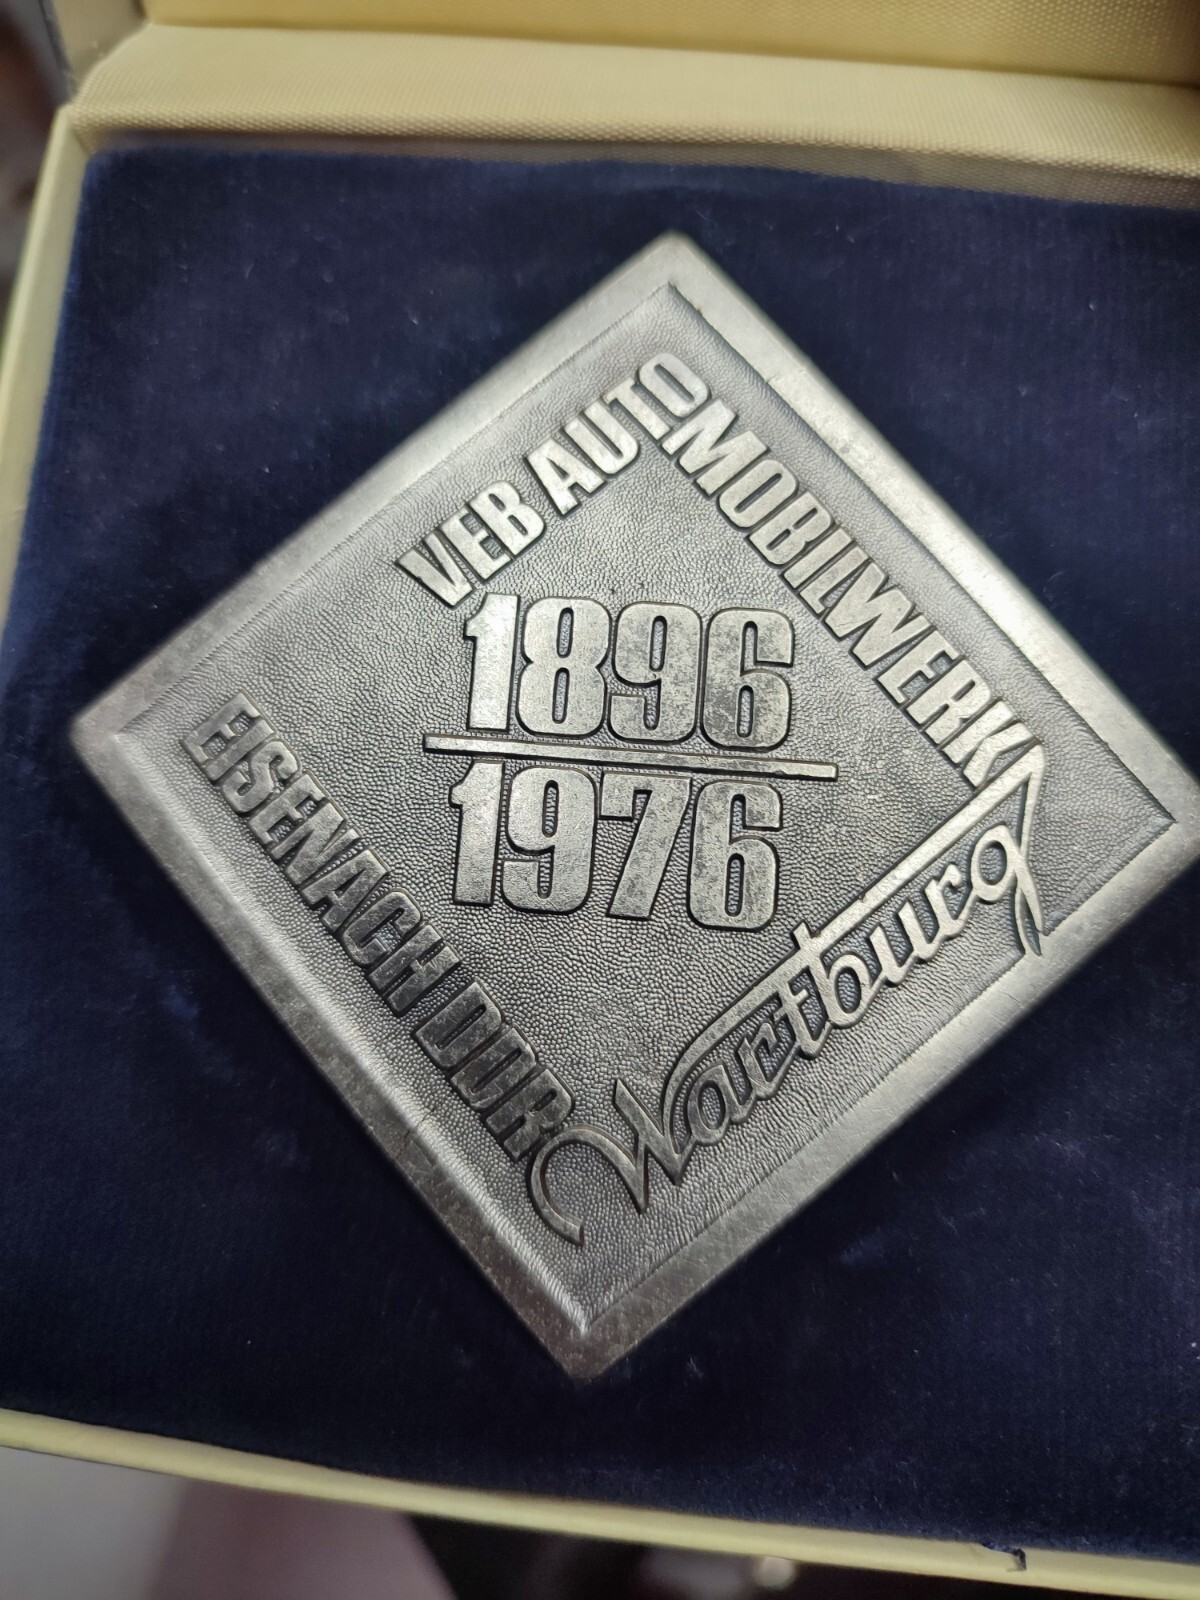 VEB AUTOMOBILWERK
1896
1976
EISENACH DDR
Wartburg